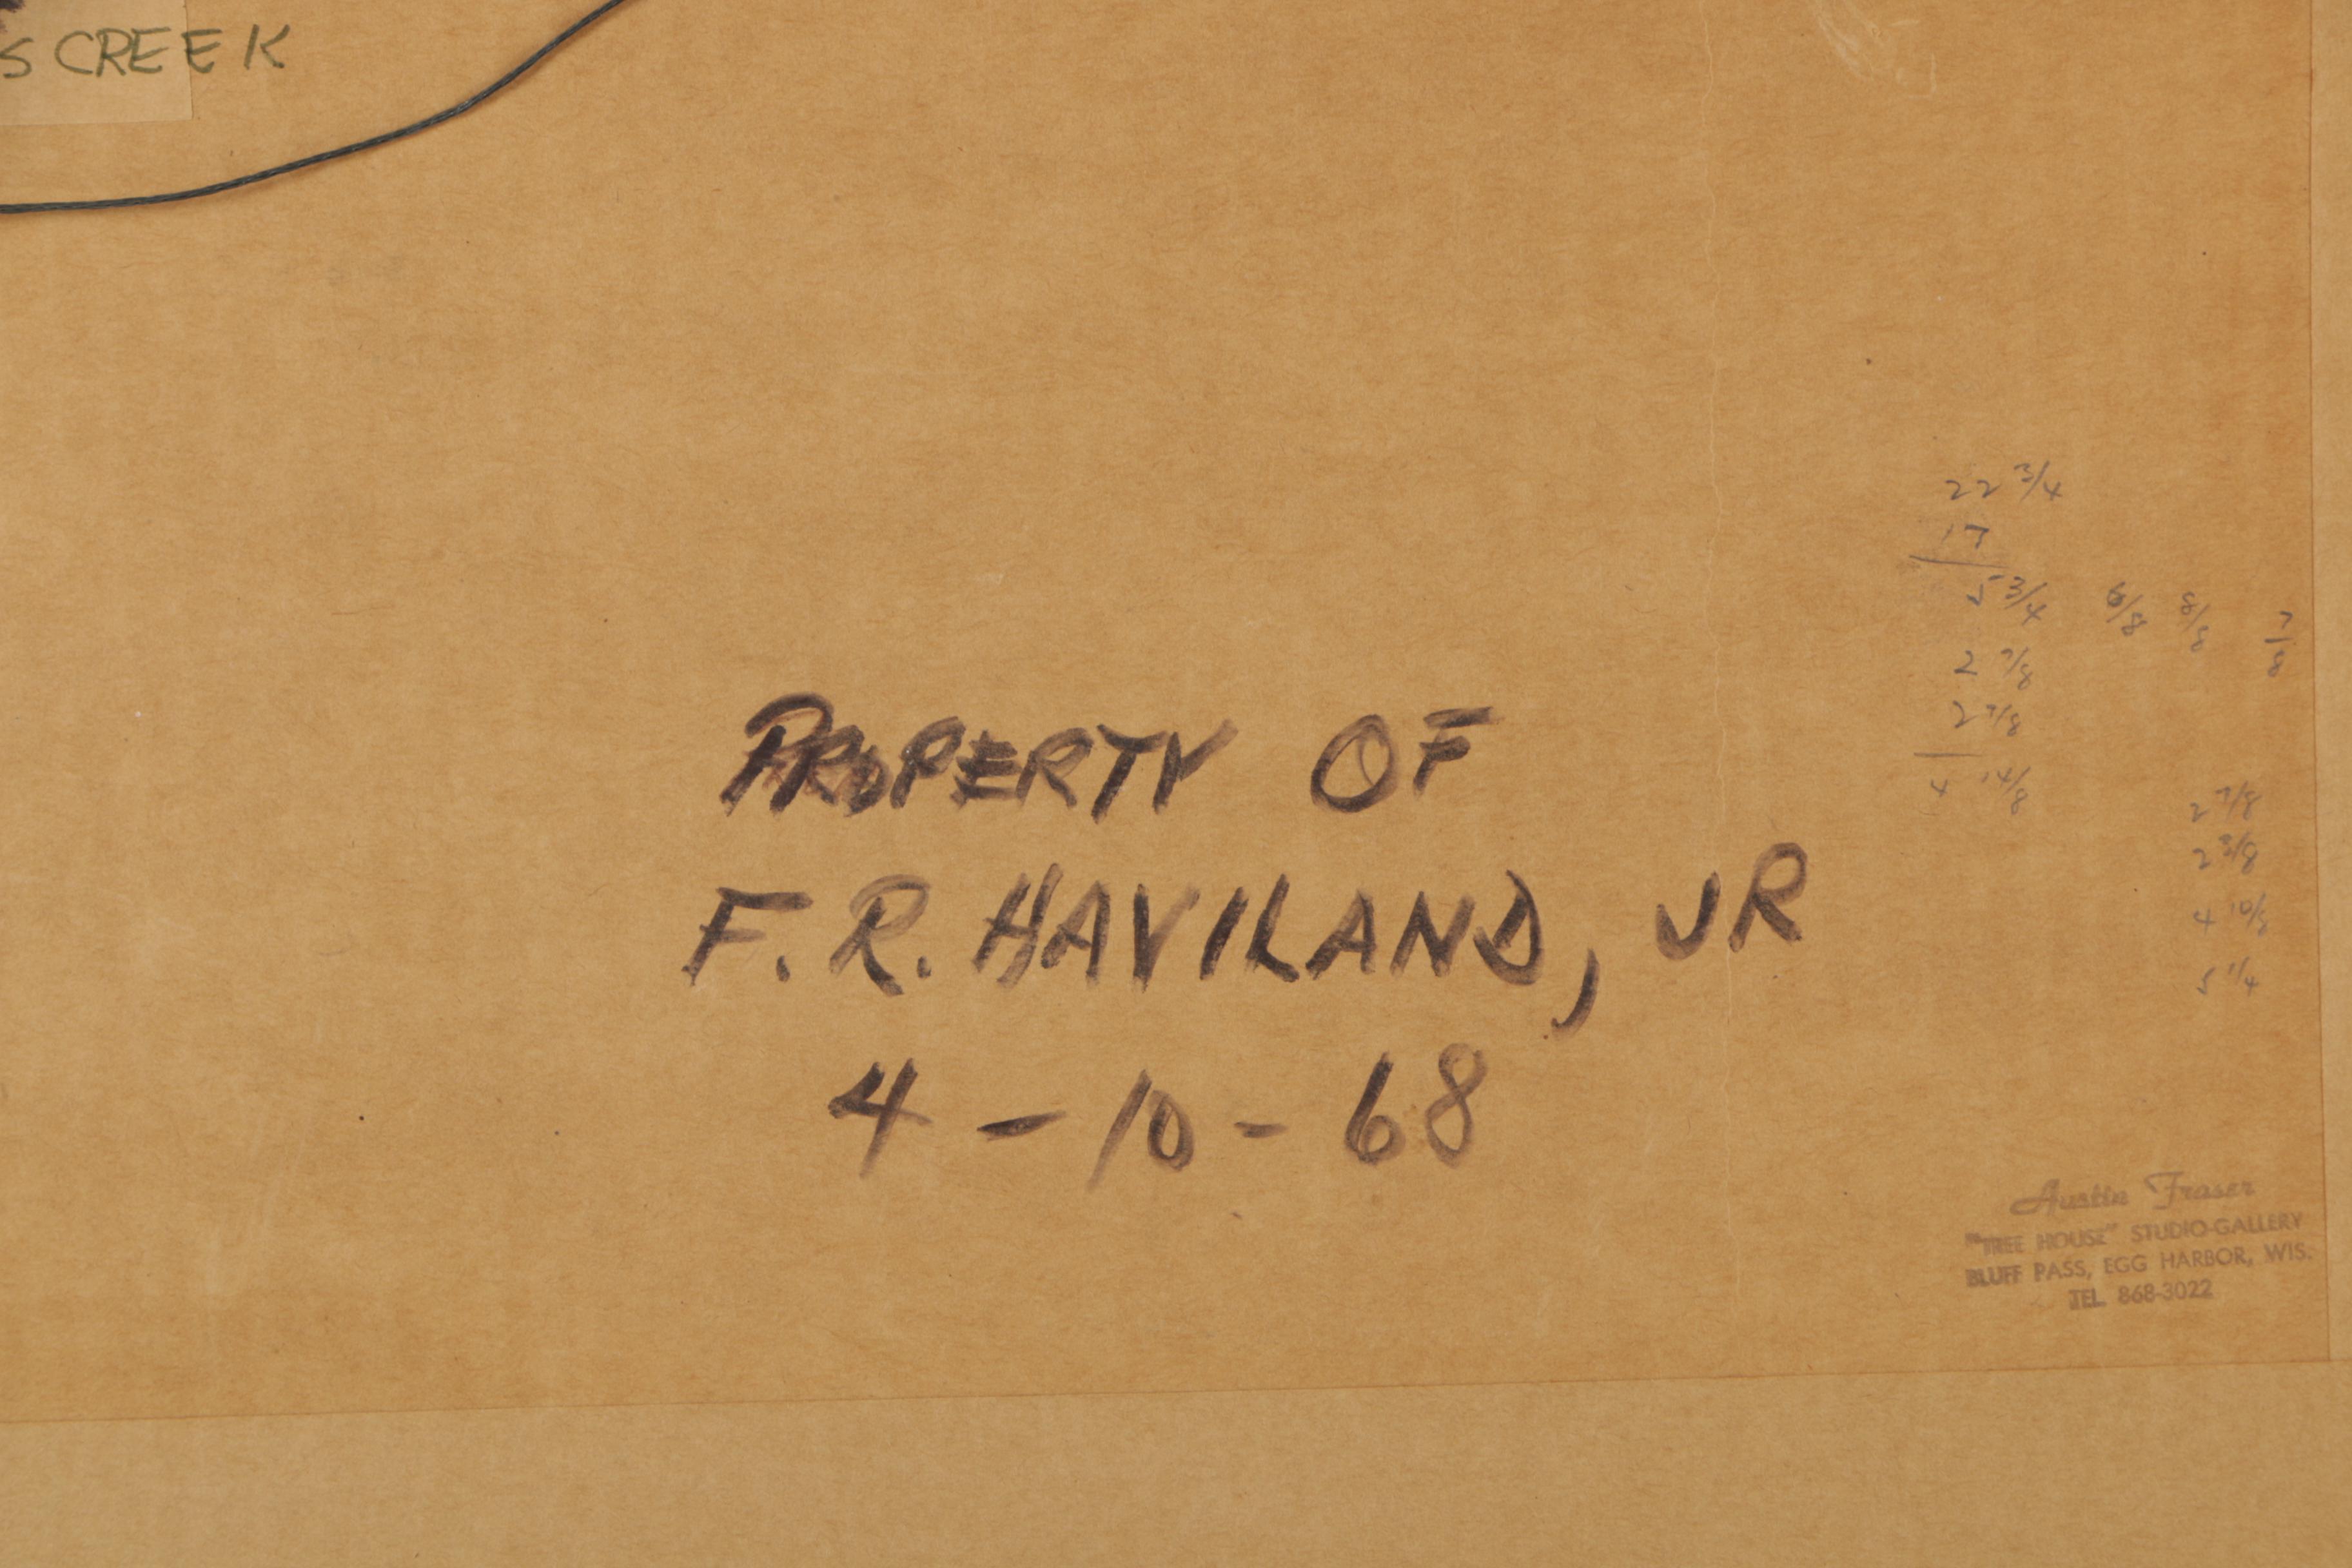 S CREEK
22 3/4
17
5 3/4 6/8 8/8 7/8
2 7/8
2 7/8
4 14/8
PROPERTY OF
F. R. HAVILAND, JR
4 - 10 - 68
2 7/8
2 3/8
4 10/8
5 1/4
Austin Fraser
"TREE HOUSE" STUDIO-GALLERY
BLUFF PASS, EGG HARBOR, WIS.
TEL 868-3022